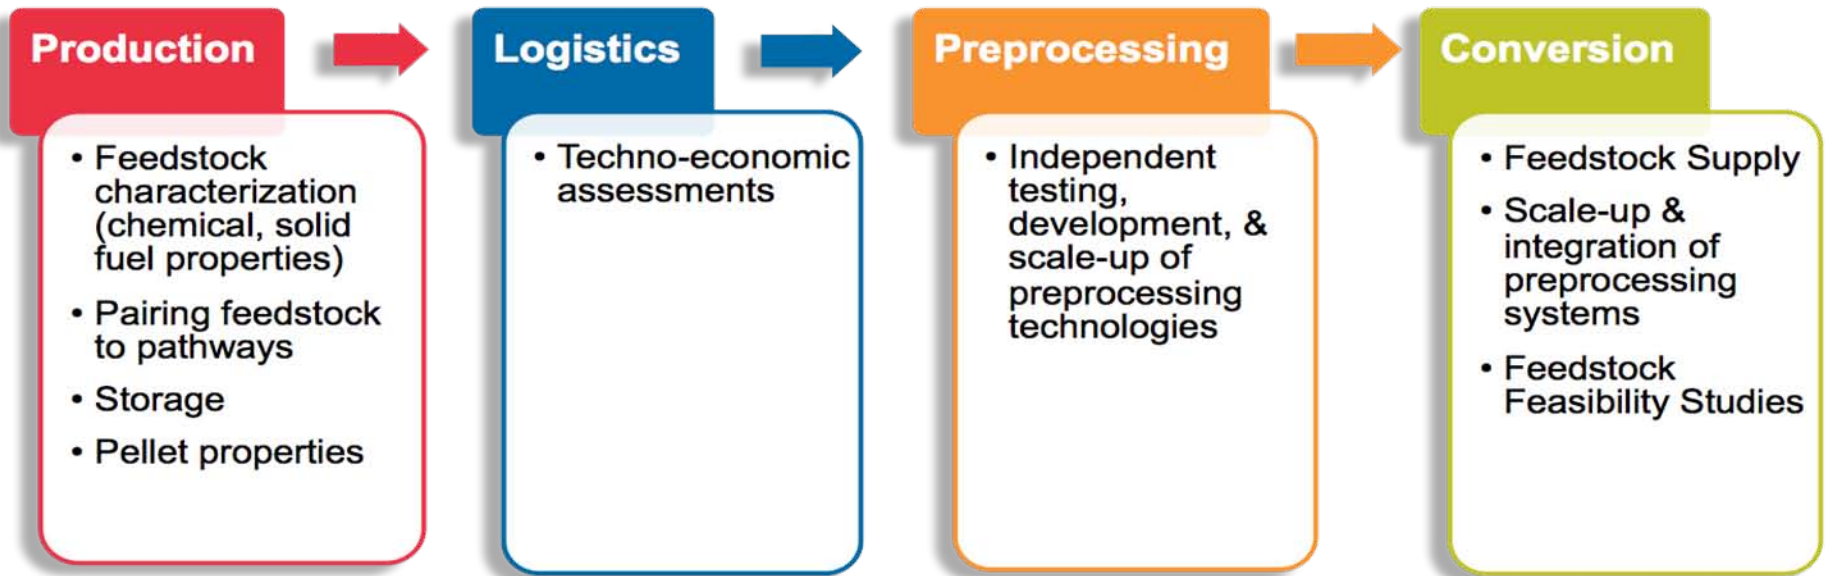 Production
• Feedstock
characterization
(chemical, solid
fuel properties)
• Pairing feedstock
to pathways
• Storage
• Pellet properties
Logistics
• Techno-economic
assessments
Preprocessing
• Independent
testing,
development, &
scale-up of
preprocessing
technologies
Conversion
• Feedstock Supply
• Scale-up &
integration of
preprocessing
systems
• Feedstock
Feasibility Studies